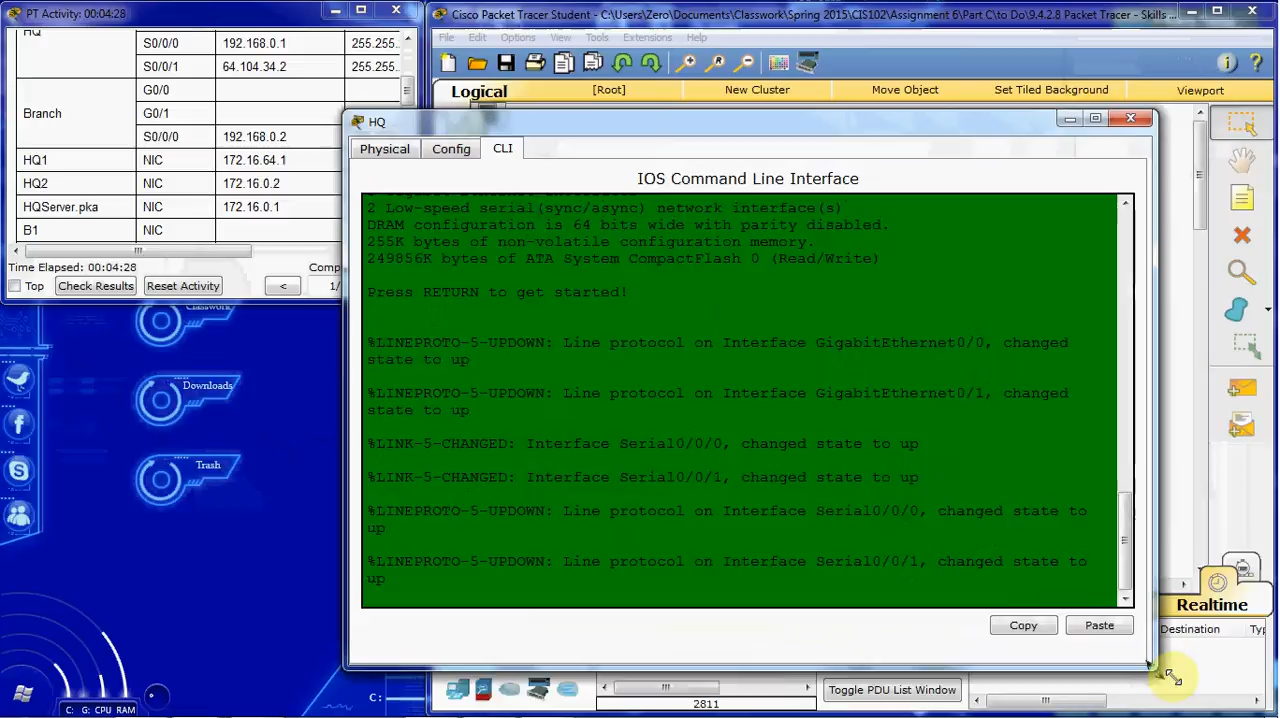 PT Activity: 00:04:28
HQ
S0/0/0 192.168.0.1 255.255...
S0/0/1 64.104.34.2 255.255...
Branch
G0/0
G0/1
S0/0/0 192.168.0.2
HQ1 NIC 172.16.64.1
HQ2 NIC 172.16.0.2
HQServer.pka 172.16.0.1
B1 NIC
Time Elapsed: 00:04:28 Comp
Top Check Results Reset Activity < 1/
Cisco Packet Tracer Student - C:\Users\Zero\Documents\Classwork\Spring 2015\CIS102\Assignment 6\Part C\to Do\9.4.2.8 Packet Tracer - Skills ...
File Edit Options View Tools Extensions Help
Logical [Root] New Cluster Move Object Set Tiled Background Viewport
HQ
Physical Config CLI
IOS Command Line Interface
2 Low-speed serial(sync/async) network interface(s)
DRAM configuration is 64 bits wide with parity disabled.
255K bytes of non-volatile configuration memory.
249856K bytes of ATA System CompactFlash 0 (Read/Write)
Press RETURN to get started!
%LINEPROTO-5-UPDOWN: Line protocol on Interface GigabitEthernet0/0, changed
state to up
%LINEPROTO-5-UPDOWN: Line protocol on Interface GigabitEthernet0/1, changed
state to up
%LINK-5-CHANGED: Interface Serial0/0/0, changed state to up
%LINK-5-CHANGED: Interface Serial0/0/1, changed state to up
%LINEPROTO-5-UPDOWN: Line protocol on Interface Serial0/0/0, changed state to
up
%LINEPROTO-5-UPDOWN: Line protocol on Interface Serial0/0/1, changed state to
up
Copy Paste
Classwork
Downloads
Trash
Realtime
Destination Typ
Toggle PDU List Window
2811
C: G: CPU RAM
C: